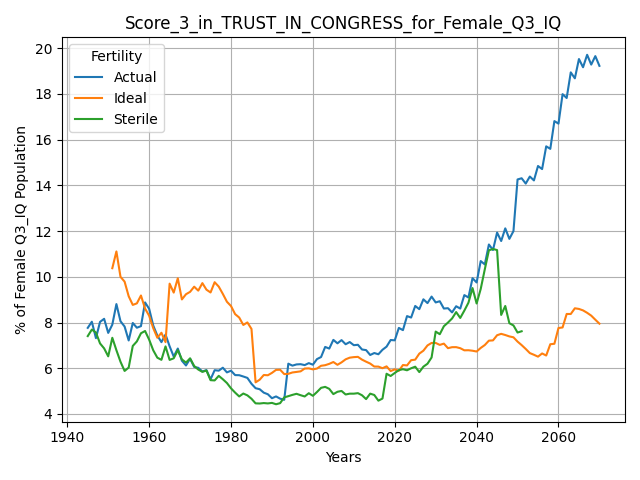 Score_3_in_TRUST_IN_CONGRESS_for_Female_Q3_IQ
Fertility
Actual
Ideal
Sterile
% of Female Q3_IQ Population
20
18
16
14
12
10
8
6
4
1940
1960
1980
2000
2020
2040
2060
Years